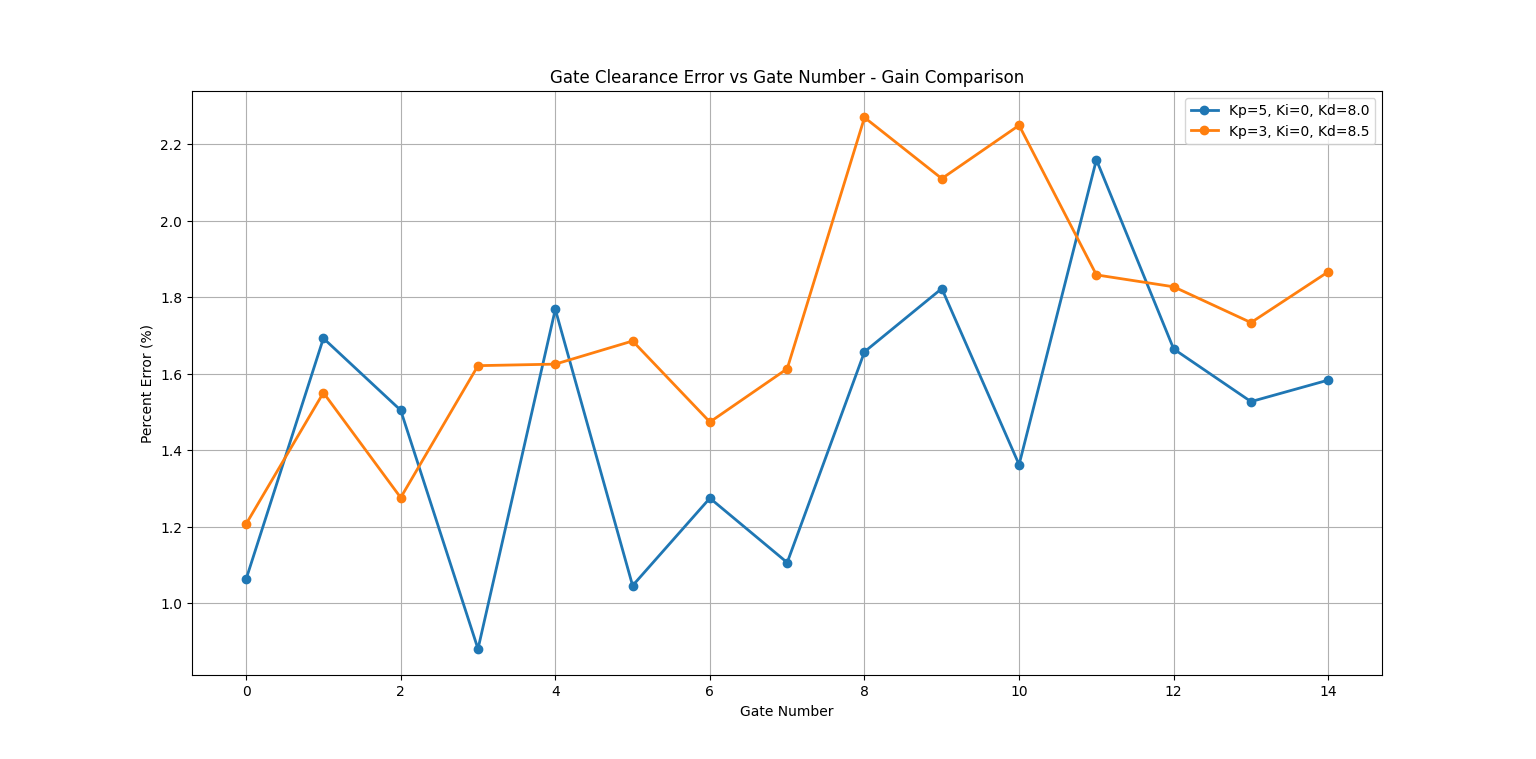 Gate Clearance Error vs Gate Number - Gain Comparison
Kp=5, Ki=0, Kd=8.0
Kp=3, Ki=0, Kd=8.5
Percent Error (%)
2.2
2.0
1.8
1.6
1.4
1.2
1.0
0 2 4 6 8 10 12 14
Gate Number